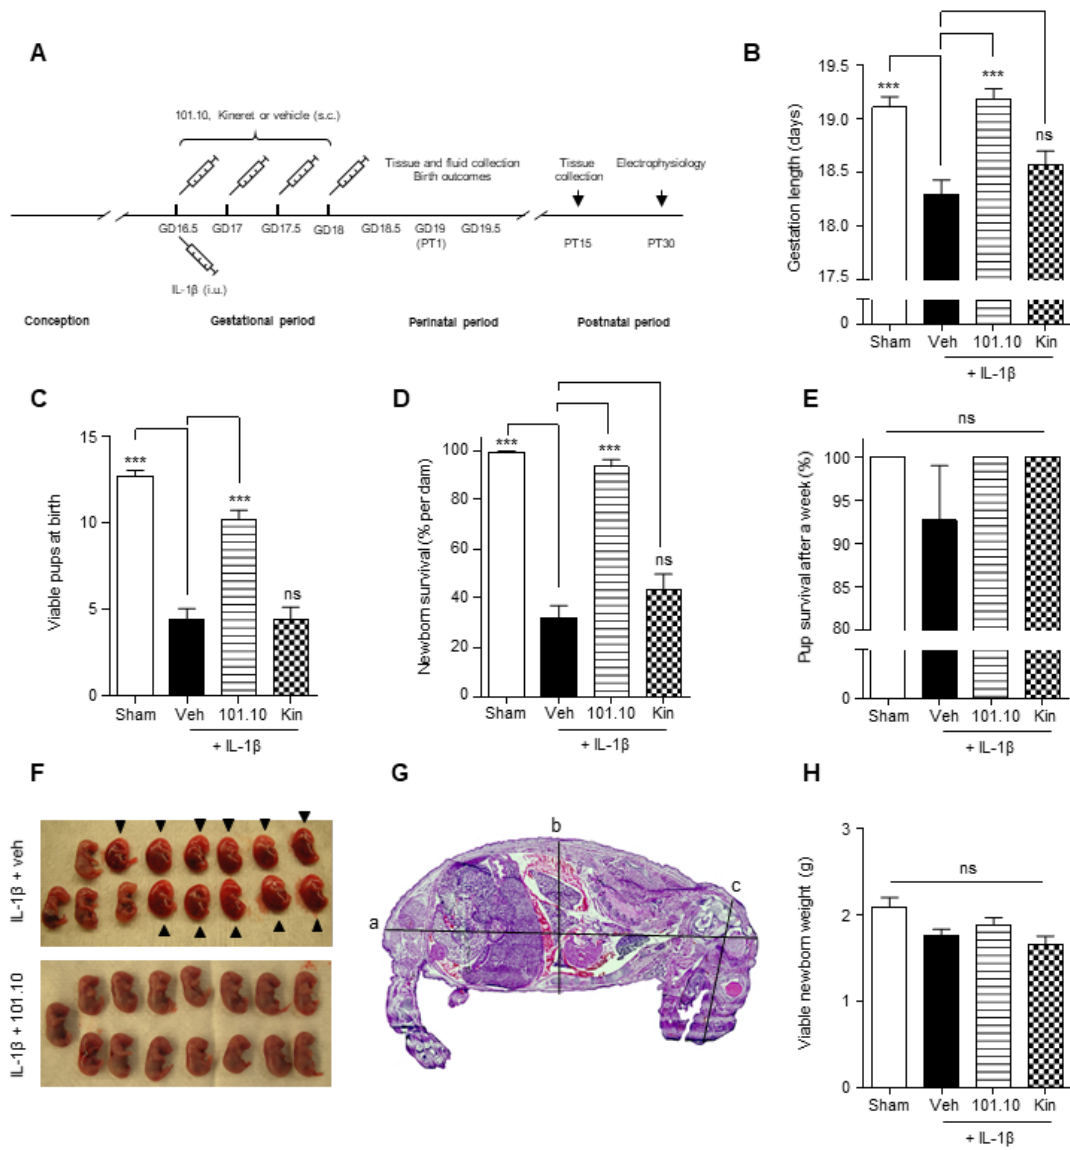 A
101.10, Kineret or vehicle (s.c.)
Tissue and fluid collection
Birth outcomes
Tissue
collection
Electrophysiology
GD16.5
GD17
GD17.5
GD18
GD18.5
GD19
(PT1)
GD19.5
PT15
PT30
IL-1β (i.u.)
Conception
Gestational period
Perinatal period
Postnatal period
B
Gestation length (days)
19.5
19.0
18.5
18.0
17.5
0
***
***
ns
Sham
Veh
101.10
Kin
+ IL-1β
C
Viable pups at birth
15
10
5
0
***
***
ns
Sham
Veh
101.10
Kin
+ IL-1β
D
Newborn survival (% per dam)
100
80
60
40
20
0
***
***
ns
Sham
Veh
101.10
Kin
+ IL-1β
E
Pup survival after a week (%)
ns
100
95
90
85
80
0
Sham
Veh
101.10
Kin
+ IL-1β
F
IL-1β + veh
IL-1β + 101.10
G
a
b
c
H
Viable newborn weight (g)
3
2
1
0
ns
Sham
Veh
101.10
Kin
+ IL-1β